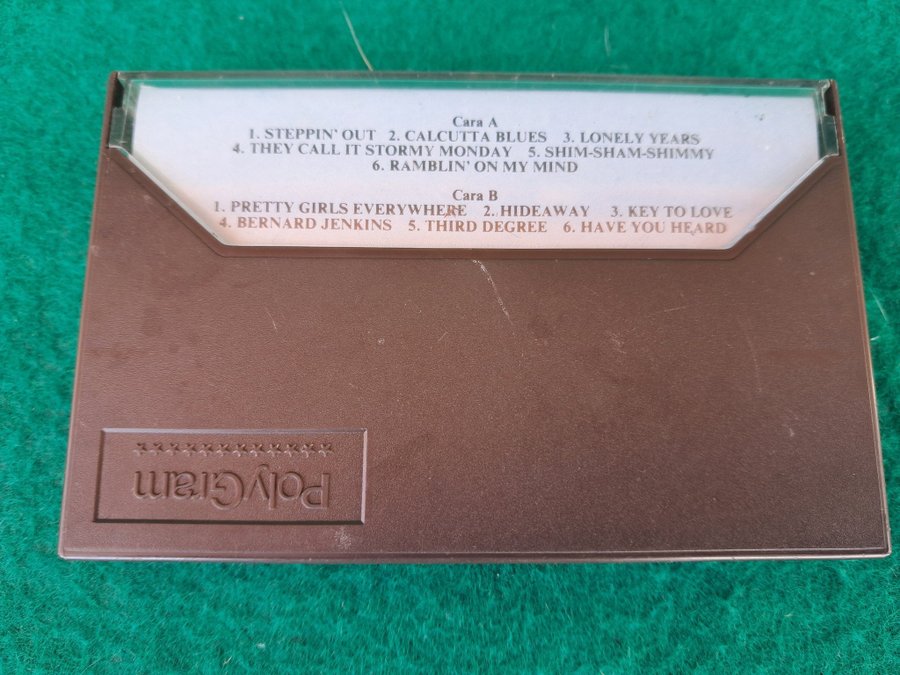 Cara A
1. STEPPIN' OUT 2. CALCUTTA BLUES 3. LONELY YEARS
4. THEY CALL IT STORMY MONDAY 5. SHIM-SHAM-SHIMMY
6. RAMBLIN' ON MY MIND
Cara B
1. PRETTY GIRLS EVERYWHERE 2. HIDEAWAY 3. KEY TO LOVE
4. BERNARD JENKINS 5. THIRD DEGREE 6. HAVE YOU HEARD
PolyGram